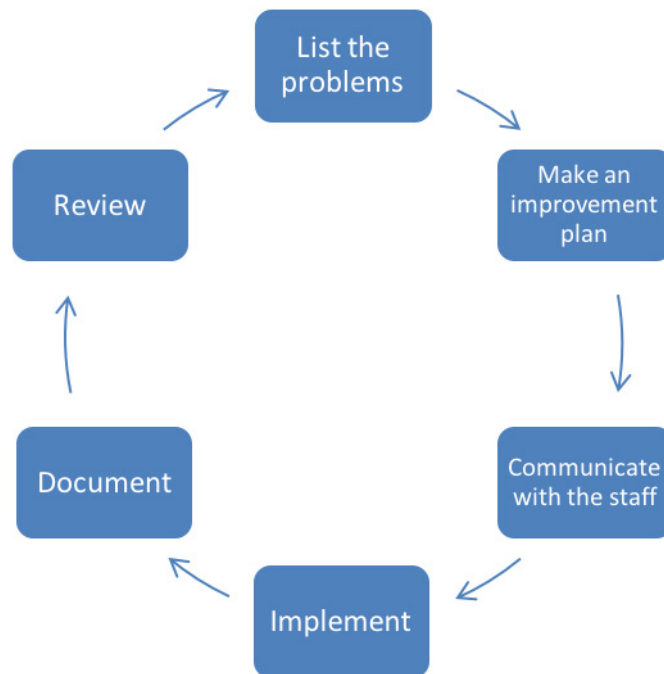 List the
problems
Make an
improvement
plan
Communicate
with the staff
Implement
Document
Review